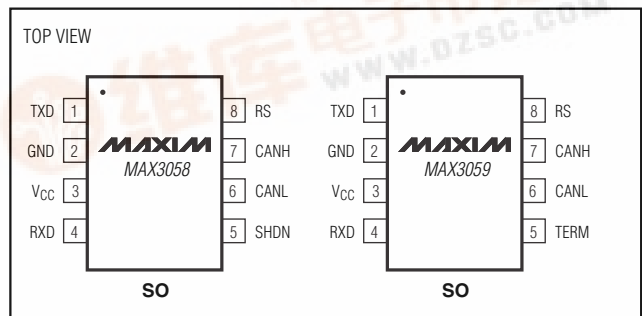 TOP VIEW
WWW.DZSC.COM
TXD 1 8 RS
GND 2 7 CANH
VCC 3 6 CANL
RXD 4 5 SHDN
MAXIM
MAX3058
SO
TXD 1 8 RS
GND 2 7 CANH
VCC 3 6 CANL
RXD 4 5 TERM
MAXIM
MAX3059
SO